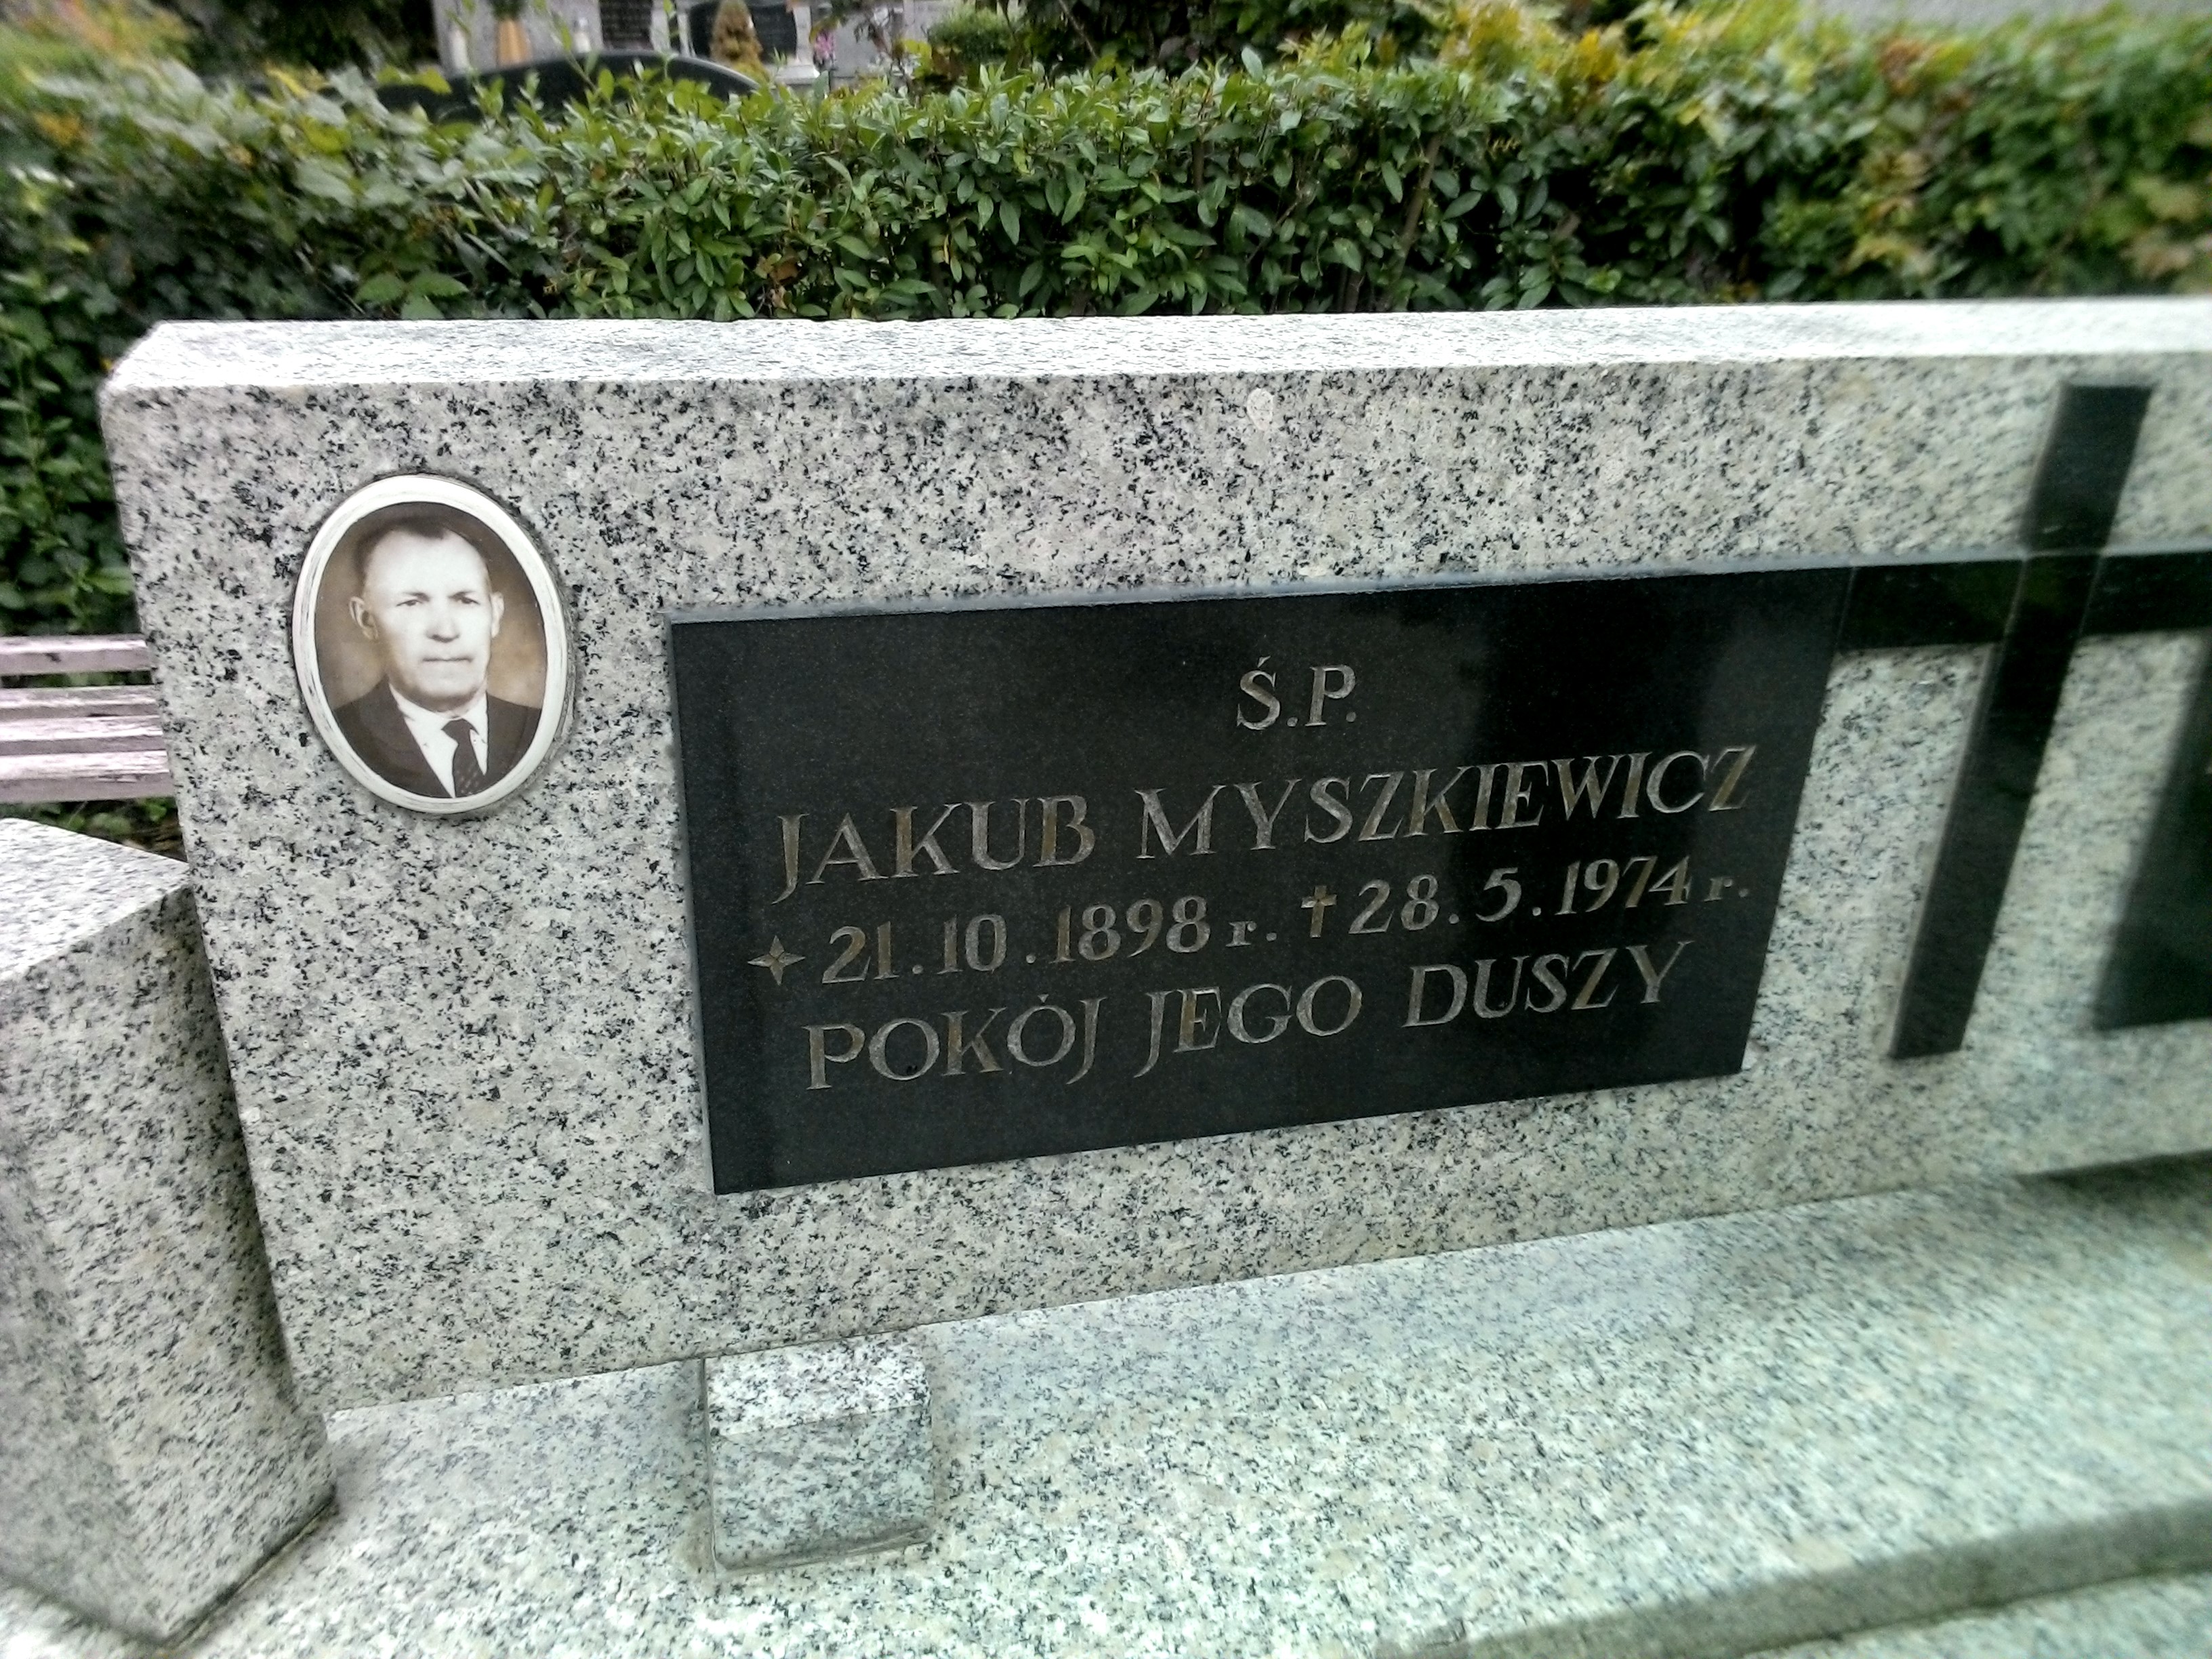 Ś.P.
JAKUB MYSZKIEWICZ
✦ 21.10.1898 r. ✝ 28.5.1974 r.
POKÓJ JEGO DUSZY